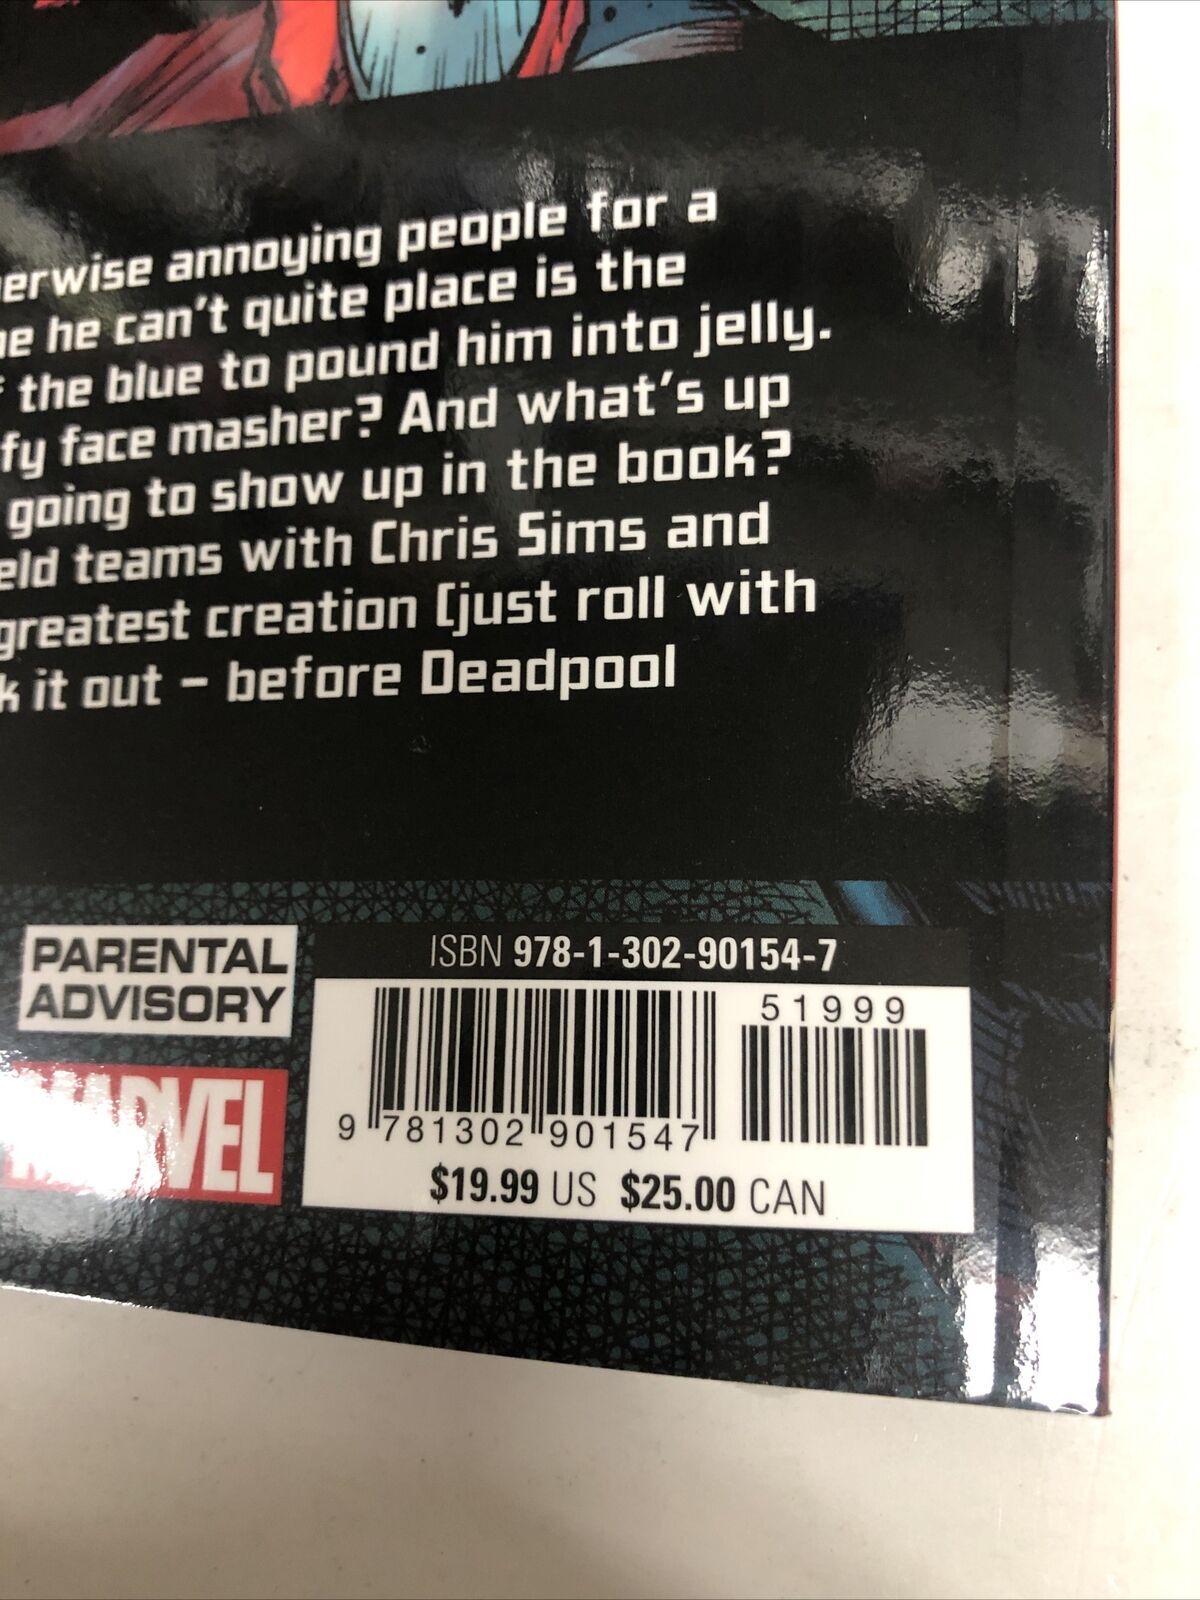 erwise annoying people for a
he can't quite place is the
the blue to pound him into jelly.
fy face masher? And what's up
going to show up in the book?
eld teams with Chris Sims and
greatest creation (just roll with
k it out – before Deadpool
PARENTAL
ADVISORY
MARVEL
ISBN 978-1-302-90154-7
51999
9 781302 901547
$19.99 US $25.00 CAN